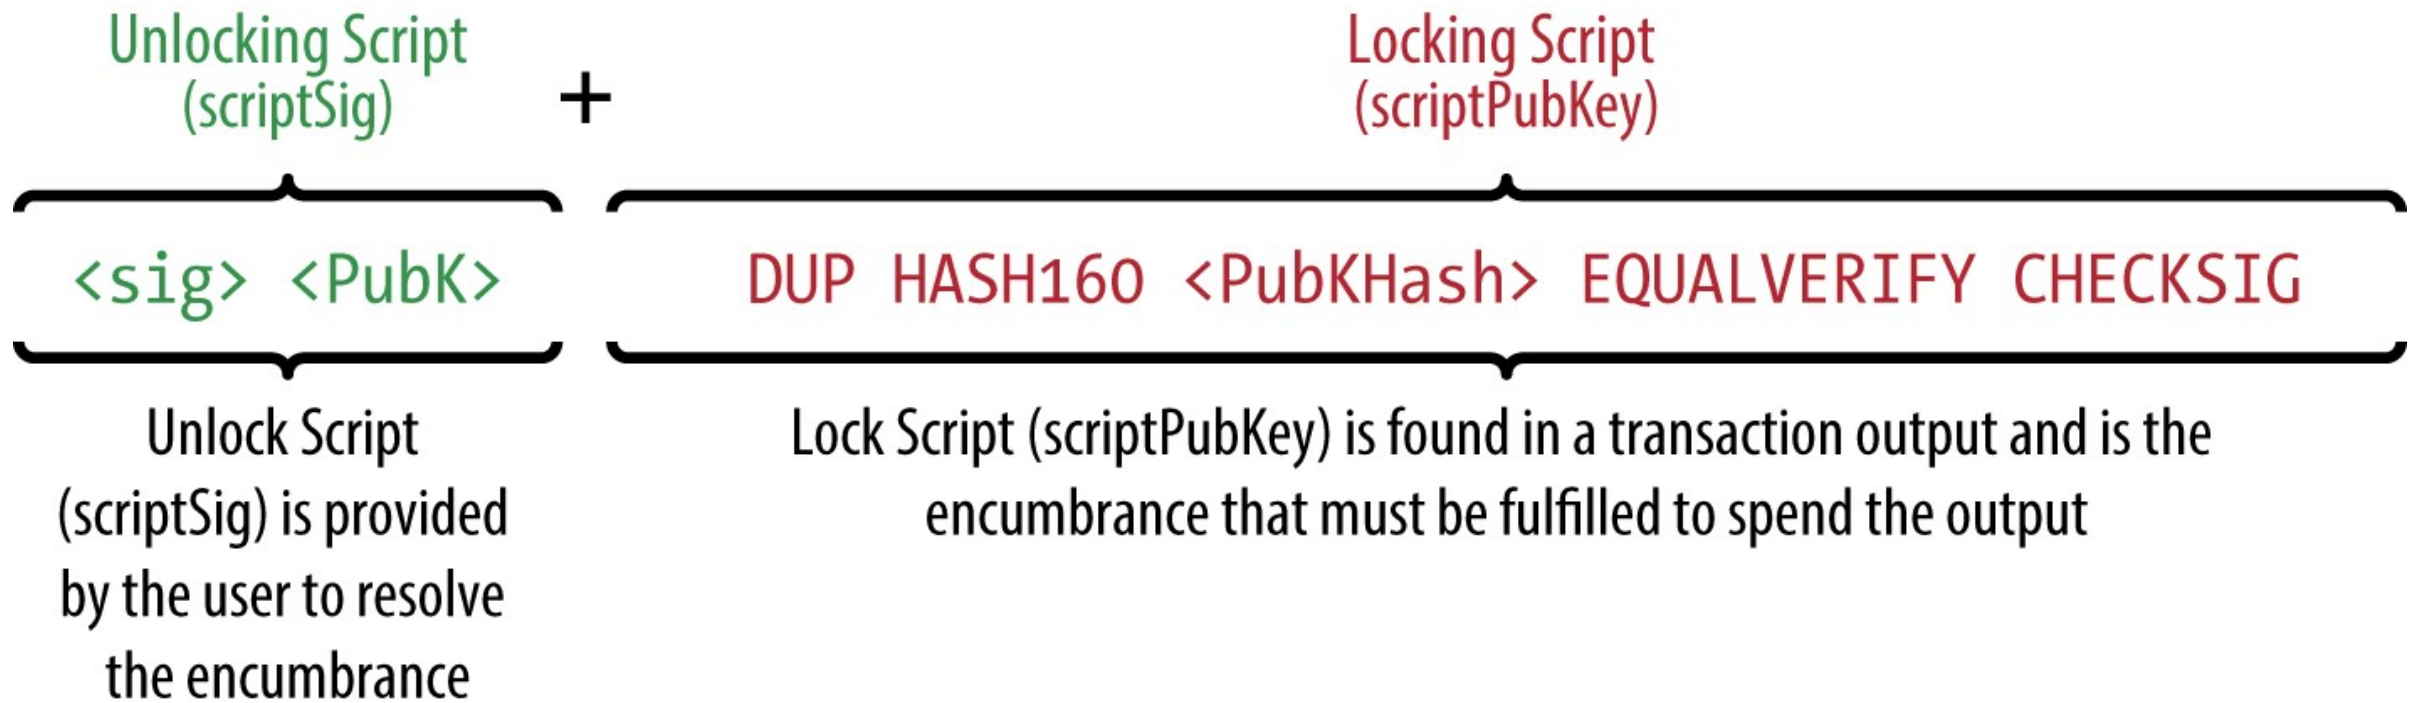 Unlocking Script
(scriptSig)
+
Locking Script
(scriptPubKey)
<sig> <PubK>
DUP HASH160 <PubKHash> EQUALVERIFY CHECKSIG
Unlock Script
(scriptSig) is provided
by the user to resolve
the encumbrance
Lock Script (scriptPubKey) is found in a transaction output and is the
encumbrance that must be fulfilled to spend the output